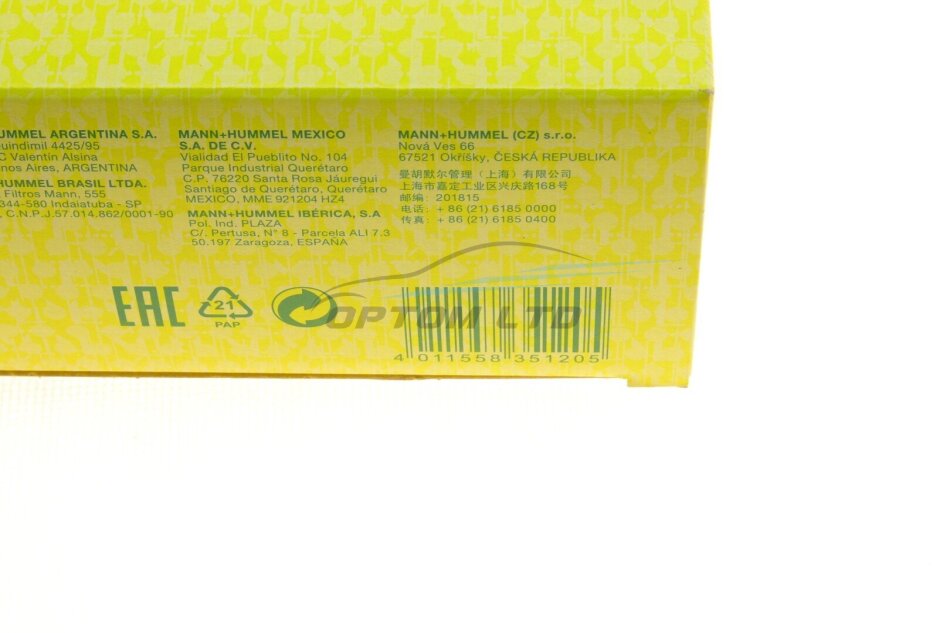 UMMEL ARGENTINA S.A.
uindimil 4425/95
C Valentin Alsina
nos Aires, ARGENTINA
HUMMEL BRASIL LTDA.
Filtros Mann, 555
344-580 Indaiatuba - SP
, C.N.P.J.57.014.862/0001-90
MANN+HUMMEL MEXICO
S.A. DE C.V.
Vialidad El Pueblito No. 104
Parque Industrial Querétaro
C.P. 76220 Santa Rosa Jáuregui
Santiago de Querétaro, Querétaro
MEXICO, MME 921204 HZ4
MANN+HUMMEL IBÉRICA, S.A
Pol. Ind. PLAZA
C/. Pertusa, N° 8 - Parcela ALI 7.3
50.197 Zaragoza, ESPAÑA
MANN+HUMMEL (CZ) s.r.o.
Nová Ves 66
67521 Okříšky, ČESKÁ REPUBLIKA
曼胡默尔管理（上海）有限公司
上海市嘉定工业区兴庆路168号
邮编: 201815
电话: + 86 (21) 6185 0000
传真: + 86 (21) 6185 0400
EAC
21
PAP
OPTOM LTD
4 011558 351205